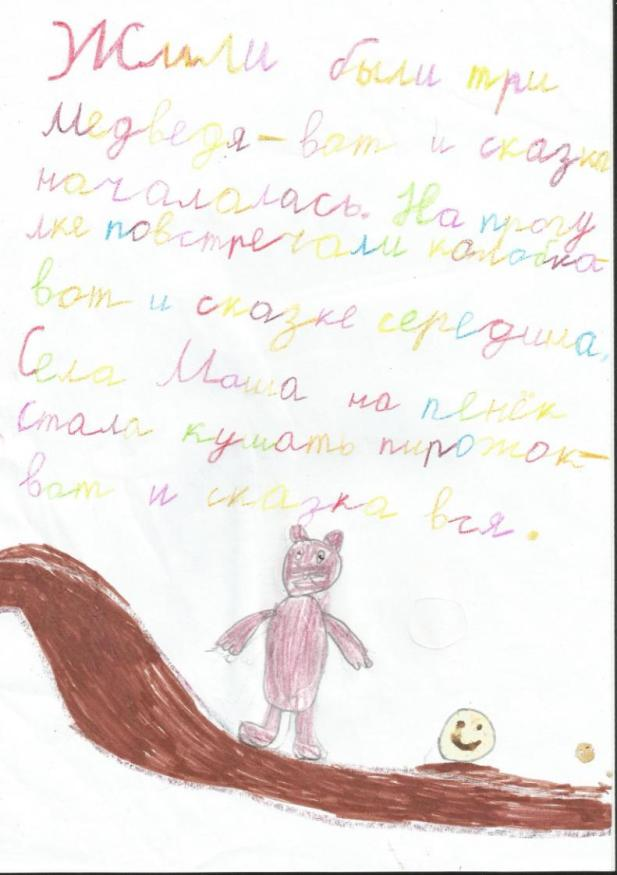 Жили были три
медведя – вот и сказка
началалась. На прогу
лке повстречали колобка –
вот и сказке середина.
Села Маша на пенёк
стала кушать пирожок –
вот и сказка вся.